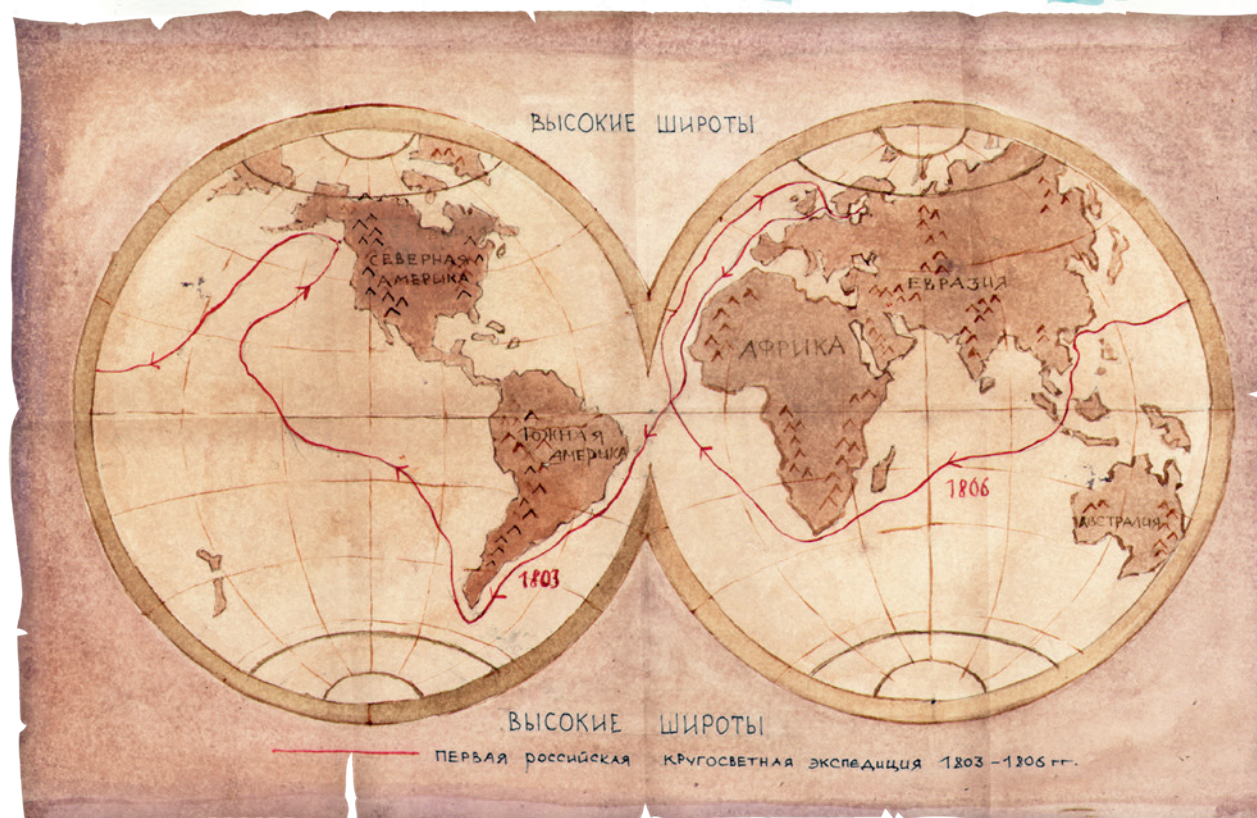 ВЫСОКИЕ ШИРОТЫ
СЕВЕРНАЯ
АМЕРИКА
ЕВРАЗИЯ
АФРИКА
ЮЖНАЯ
АМЕРИКА
1806
АВСТРАЛИЯ
1803
ВЫСОКИЕ ШИРОТЫ
ПЕРВАЯ российская КРУГОСВЕТНАЯ ЭКСПЕДИЦИЯ 1803-1806 гг.